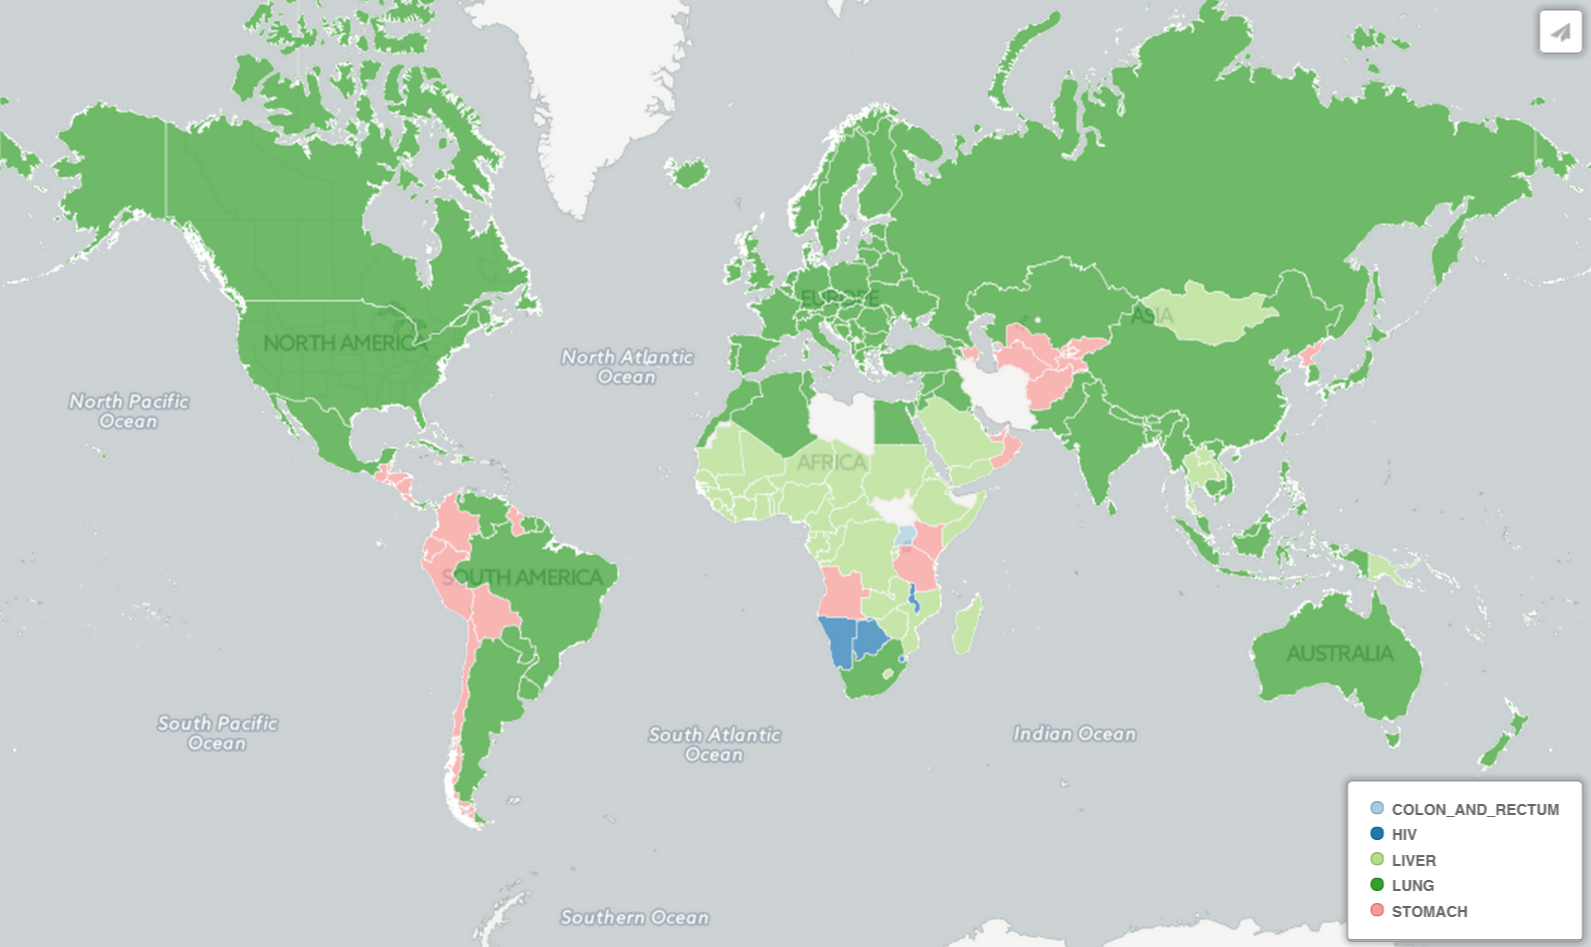 EUROPE
ASIA
NORTH AMERICA
North Atlantic
Ocean
North Pacific
Ocean
AFRICA
SOUTH AMERICA
AUSTRALIA
South Pacific
Ocean
South Atlantic
Ocean
Indian Ocean
Southern Ocean
COLON_AND_RECTUM
HIV
LIVER
LUNG
STOMACH